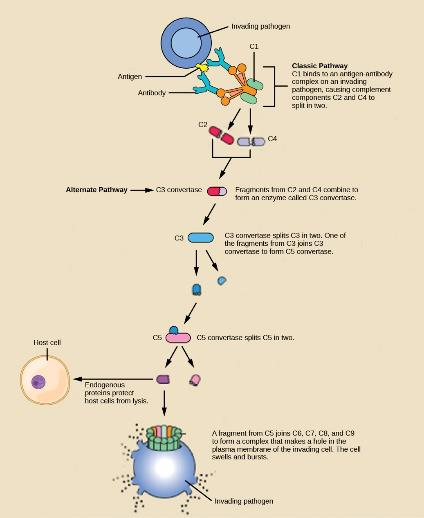 Invading pathogen
C1
Classic Pathway
C1 binds to an antigen-antibody
complex on an invading
pathogen, causing complement
components C2 and C4 to
split in two.
Antigen
Antibody
C2
C4
Alternate Pathway
C3 convertase
Fragments from C2 and C4 combine to
form an enzyme called C3 convertase.
C3
C3 convertase splits C3 in two. One of
the fragments from C3 joins C3
convertase to form C5 convertase.
C5
C5 convertase splits C5 in two.
Host cell
Endogenous
proteins protect
host cells from lysis.
A fragment from C5 joins C6, C7, C8, and C9
to form a complex that makes a hole in the
plasma membrane of the invading cell. The cell
swells and bursts.
Invading pathogen